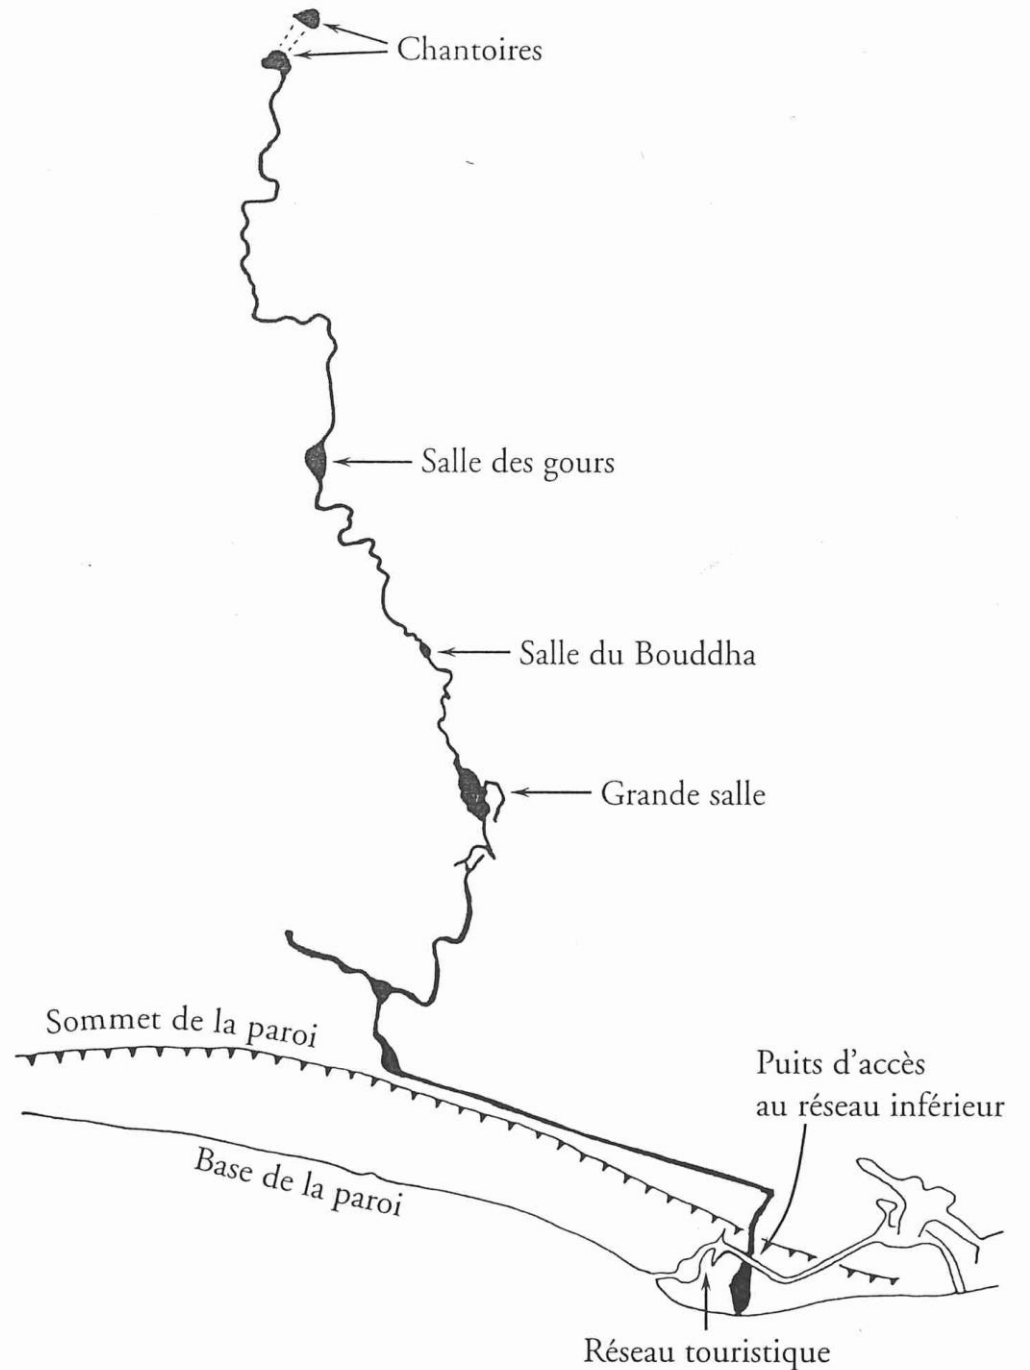 Chantoires
Salle des gours
Salle du Bouddha
Grande salle
Sommet de la paroi
Puits d'accès
au réseau inférieur
Base de la paroi
Réseau touristique